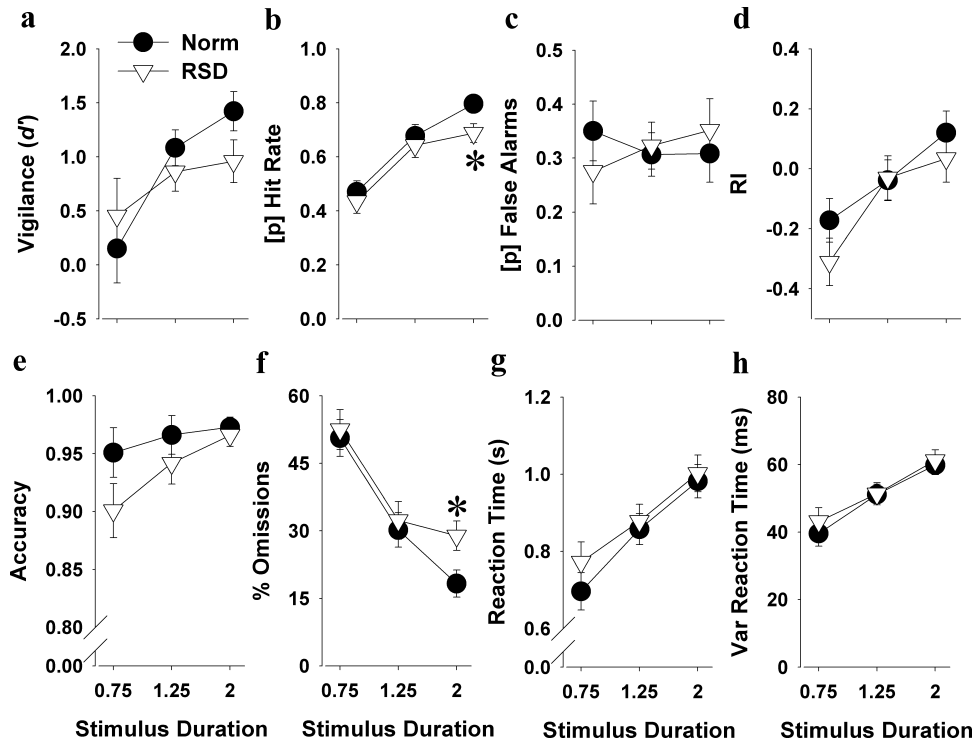 a
b
c
d
Norm
RSD
2.0
1.5
1.0
0.5
0.0
-0.5
Vigilance (d')
1.0
0.8
0.6
0.4
0.2
0.0
[p] Hit Rate
*
0.5
0.4
0.3
0.2
0.1
0.0
[p] False Alarms
0.4
0.2
0.0
-0.2
-0.4
RI
e
f
g
h
1.00
0.95
0.90
0.85
0.80
0.00
Accuracy
0.75 1.25 2
Stimulus Duration
60
45
30
15
0
% Omissions
*
0.75 1.25 2
Stimulus Duration
1.2
1.0
0.8
0.6
0.0
Reaction Time (s)
0.75 1.25 2
Stimulus Duration
80
60
40
20
0
Var Reaction Time (ms)
0.75 1.25 2
Stimulus Duration